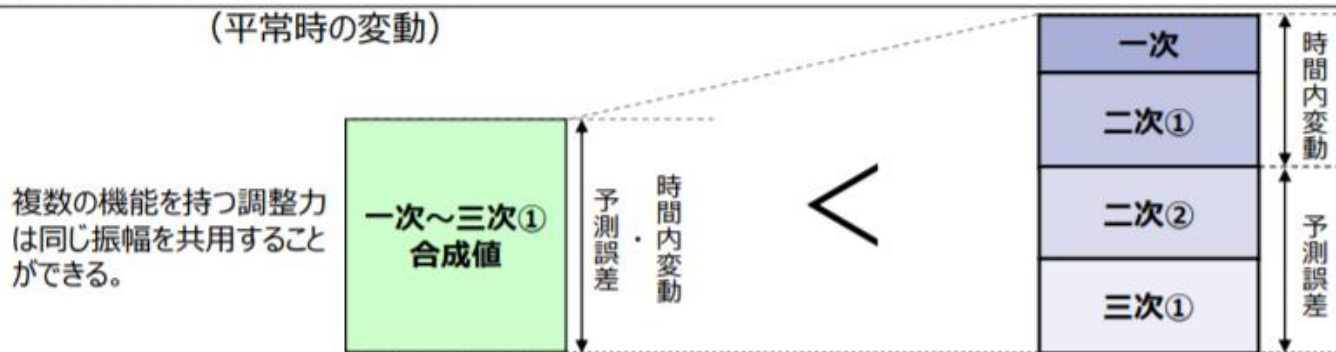 （平常時の変動）
複数の機能を持つ調整力
は同じ振幅を共用すること
ができる。
一次～三次①
合成値
予測誤差
・
時間内変動
＜
一次
二次①
二次②
三次①
時間内変動
予測誤差